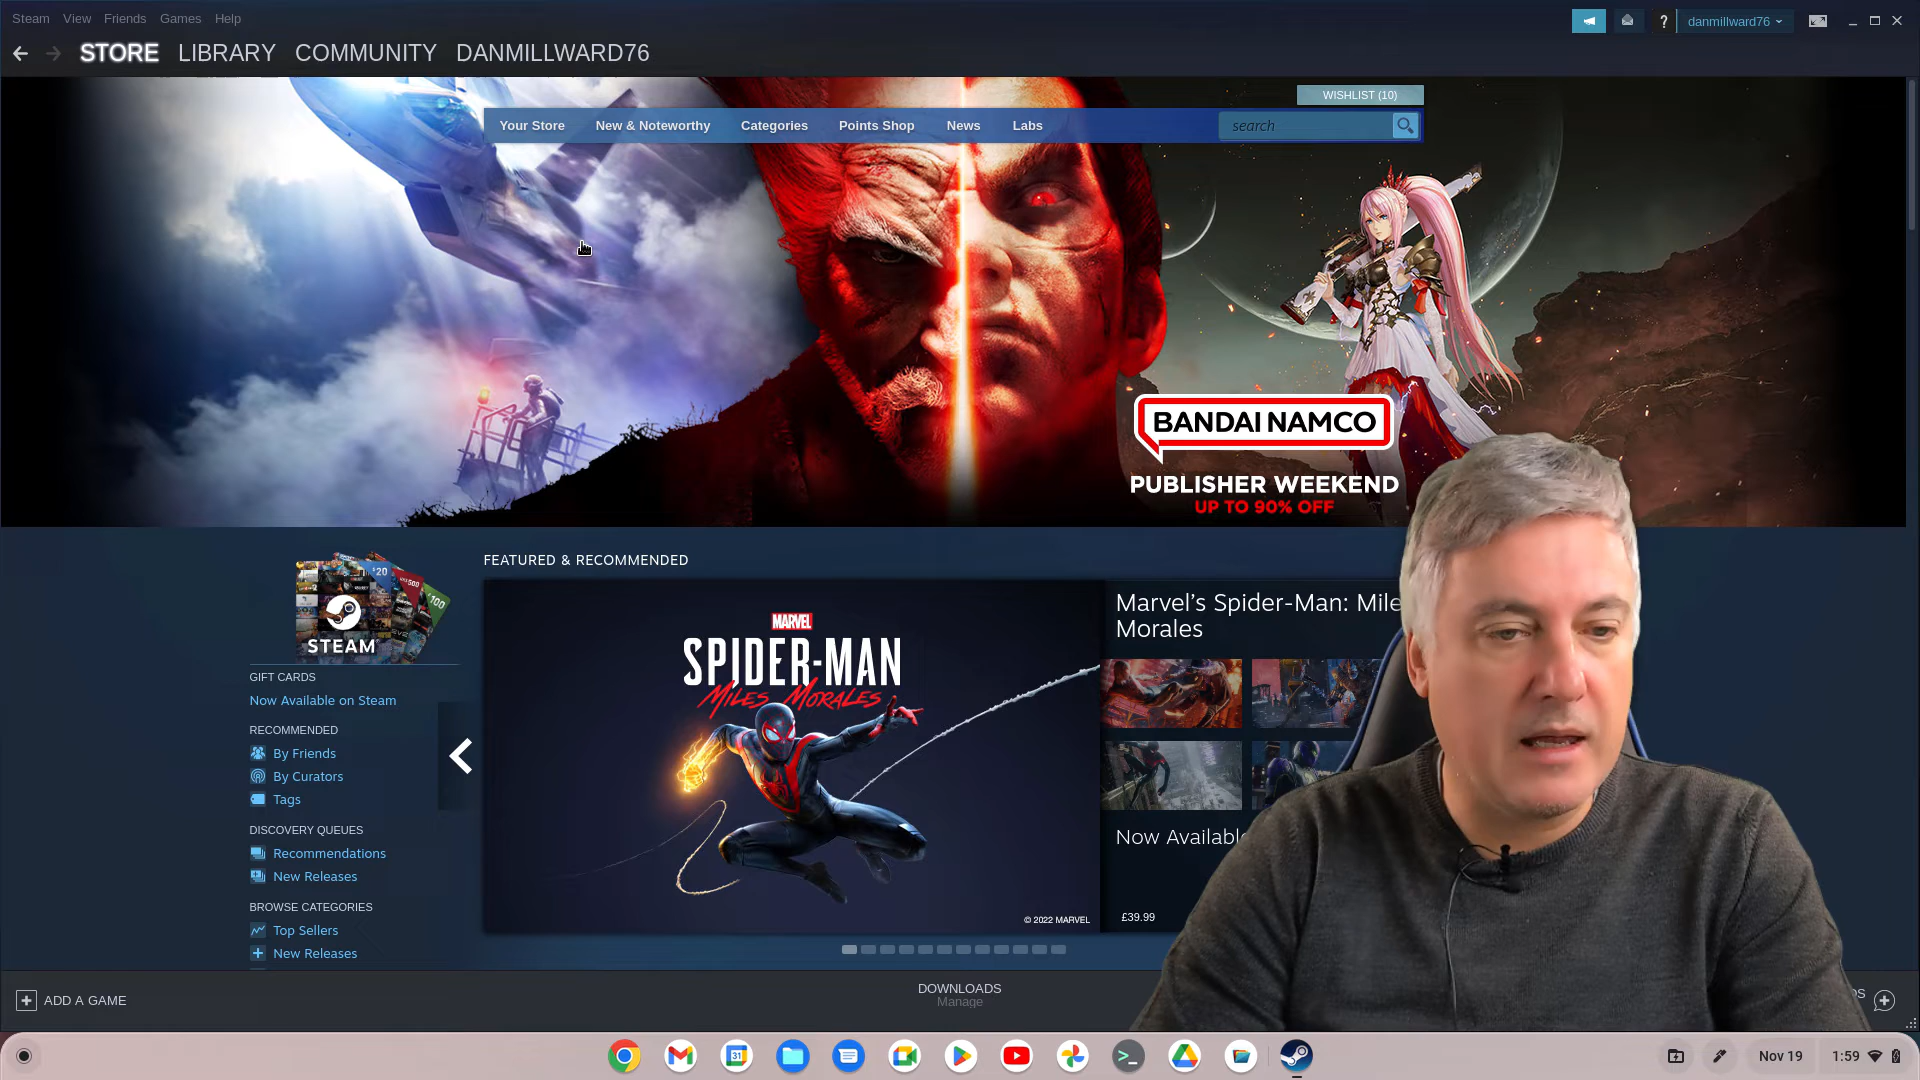 Steam View Friends Games Help
danmillward76
STORE LIBRARY COMMUNITY DANMILLWARD76
WISHLIST (10)
Your Store New & Noteworthy Categories Points Shop News Labs
search
BANDAI NAMCO
PUBLISHER WEEKEND
UP TO 90% OFF
FEATURED & RECOMMENDED
STEAM
GIFT CARDS
Now Available on Steam
RECOMMENDED
By Friends
By Curators
Tags
DISCOVERY QUEUES
Recommendations
New Releases
BROWSE CATEGORIES
Top Sellers
New Releases
MARVEL
SPIDER-MAN
MILES MORALES
© 2022 MARVEL
Marvel's Spider-Man: Mile
Morales
Now Available
£39.99
ADD A GAME
DOWNLOADS
Manage
DS
31
Nov 19
1:59